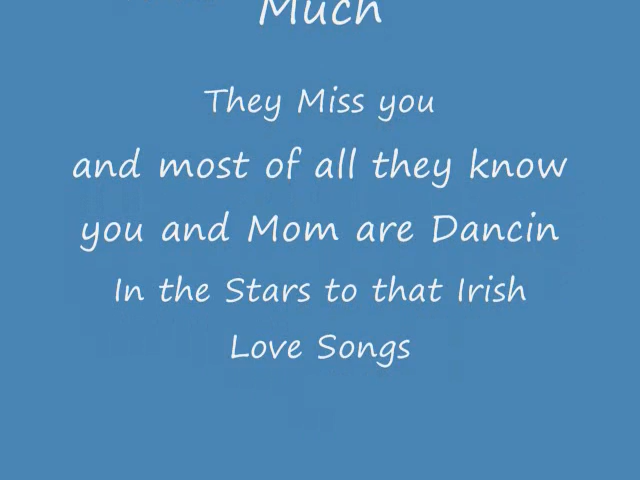 Much
They Miss you
and most of all they know
you and Mom are Dancin
In the Stars to that Irish
Love Songs